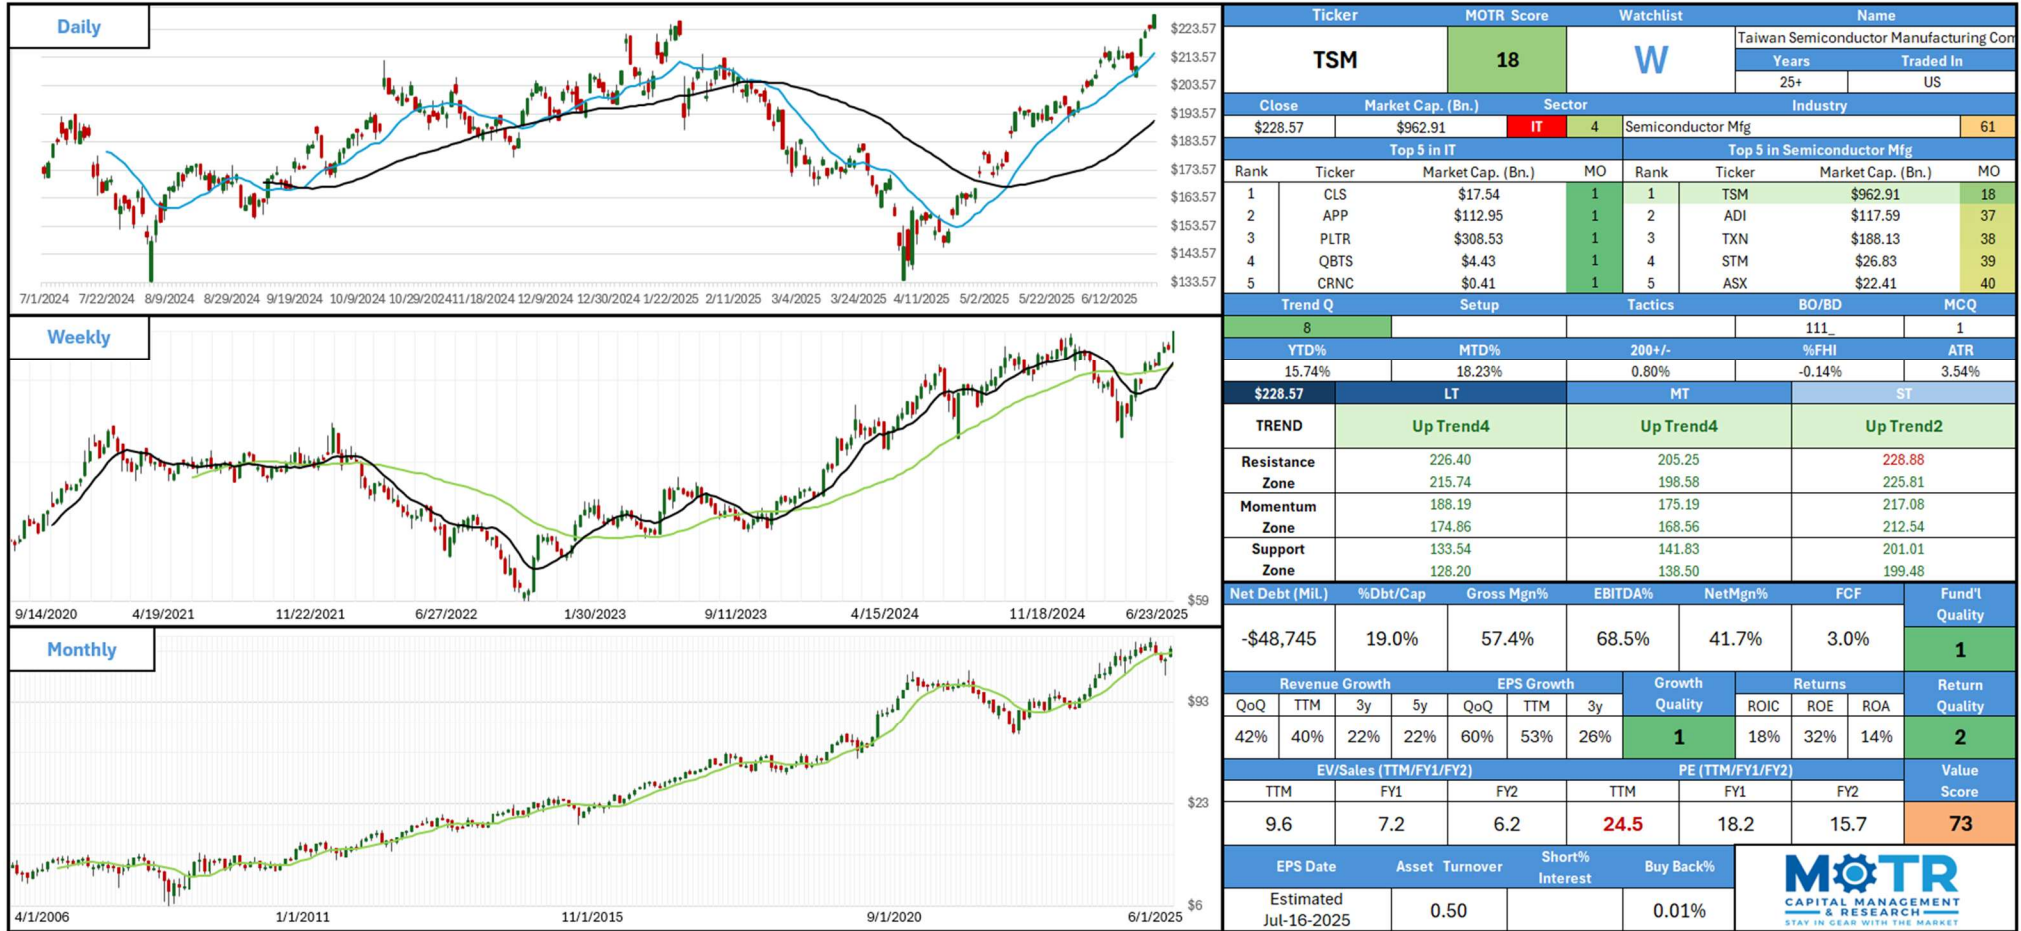 Daily
$223.57
$213.57
$203.57
$193.57
$183.57
$173.57
$163.57
$153.57
$143.57
$133.57
7/1/2024 7/22/2024 8/9/2024 8/29/2024 9/19/2024 10/9/2024 10/29/2024 11/18/2024 12/9/2024 12/30/2024 1/22/2025 2/11/2025 3/4/2025 3/24/2025 4/11/2025 5/2/2025 5/22/2025 6/12/2025
Weekly
$59
9/14/2020 4/19/2021 11/22/2021 6/27/2022 1/30/2023 9/11/2023 4/15/2024 11/18/2024 6/23/2025
Monthly
$93
$23
$6
4/1/2006 1/1/2011 11/1/2015 9/1/2020 6/1/2025
Ticker MOTR Score Watchlist Name
TSM 18 W Taiwan Semiconductor Manufacturing Com
Years Traded In
25+ US
Close Market Cap. (Bn.) Sector Industry
$228.57 $962.91 IT 4 Semiconductor Mfg 61
Top 5 in IT Top 5 in Semiconductor Mfg
Rank Ticker Market Cap. (Bn.) MO Rank Ticker Market Cap. (Bn.) MO
1 CLS $17.54 1 1 TSM $962.91 18
2 APP $112.95 1 2 ADI $117.59 37
3 PLTR $308.53 1 3 TXN $188.13 38
4 QBTS $4.43 1 4 STM $26.83 39
5 CRNC $0.41 1 5 ASX $22.41 40
Trend Q Setup Tactics BO/BD MCQ
8 111_ 1
YTD% MTD% 200+/- %FHI ATR
15.74% 18.23% 0.80% -0.14% 3.54%
$228.57 LT MT ST
TREND Up Trend4 Up Trend4 Up Trend2
Resistance 226.40 205.25 228.88
Zone 215.74 198.58 225.81
Momentum 188.19 175.19 217.08
Zone 174.86 168.56 212.54
Support 133.54 141.83 201.01
Zone 128.20 138.50 199.48
Net Debt (Mil.) %Dbt/Cap Gross Mgn% EBITDA% NetMgn% FCF Fund'l
Quality
-$48,745 19.0% 57.4% 68.5% 41.7% 3.0% 1
Revenue Growth EPS Growth Growth Returns Return
QoQ TTM 3y 5y QoQ TTM 3y Quality ROIC ROE ROA Quality
42% 40% 22% 22% 60% 53% 26% 1 18% 32% 14% 2
EV/Sales (TTM/FY1/FY2) PE (TTM/FY1/FY2) Value
TTM FY1 FY2 TTM FY1 FY2 Score
9.6 7.2 6.2 24.5 18.2 15.7 73
EPS Date Asset Turnover Short% Buy Back%
Interest
Estimated
Jul-16-2025 0.50 0.01%
MOTR
CAPITAL MANAGEMENT
& RESEARCH
STAY IN GEAR WITH THE MARKET